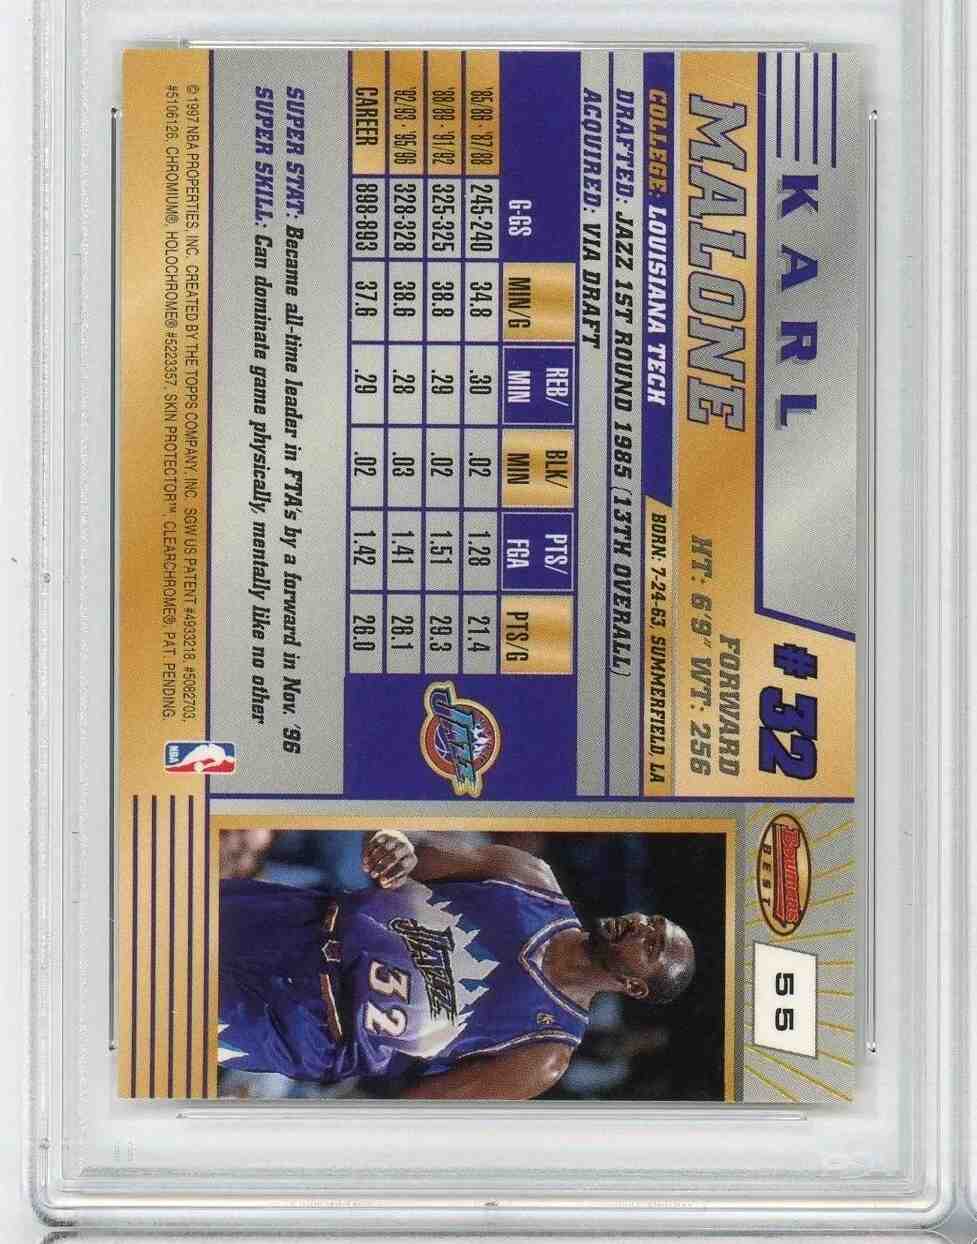 KARL
MALONE
#32
FORWARD
HT: 6'9" WT: 256
COLLEGE: LOUISIANA TECH
BORN: 7-24-63, SUMMERFIELD, LA
DRAFTED: JAZZ 1ST ROUND 1985 (13TH OVERALL)
ACQUIRED: VIA DRAFT
G-GS MIN/G REB/MIN BLK/MIN PTS/FGA PTS/G
'85/86 - '87/88 245-240 34.8 .30 .02 1.28 21.4
'88/89 - '91/92 325-325 38.8 .29 .02 1.51 29.3
'92/93 - '95/96 328-328 38.6 .28 .03 1.41 26.1
CAREER 898-893 37.6 .29 .02 1.42 26.0
SUPER STAT: Became all-time leader in FTA's by a forward in Nov. '96
SUPER SKILL: Can dominate game physically, mentally like no other
© 1997 NBA PROPERTIES, INC. CREATED BY THE TOPPS COMPANY, INC. SGW US PATENT #4933218, #5082703,
#5106126, CHROMIUM®, HOLOCHROME® #5223357, SKIN PROTECTOR™, CLEARCHROME® PAT. PENDING.
JAZZ
NBA
Bowman's
BEST
55
JAZZ
32